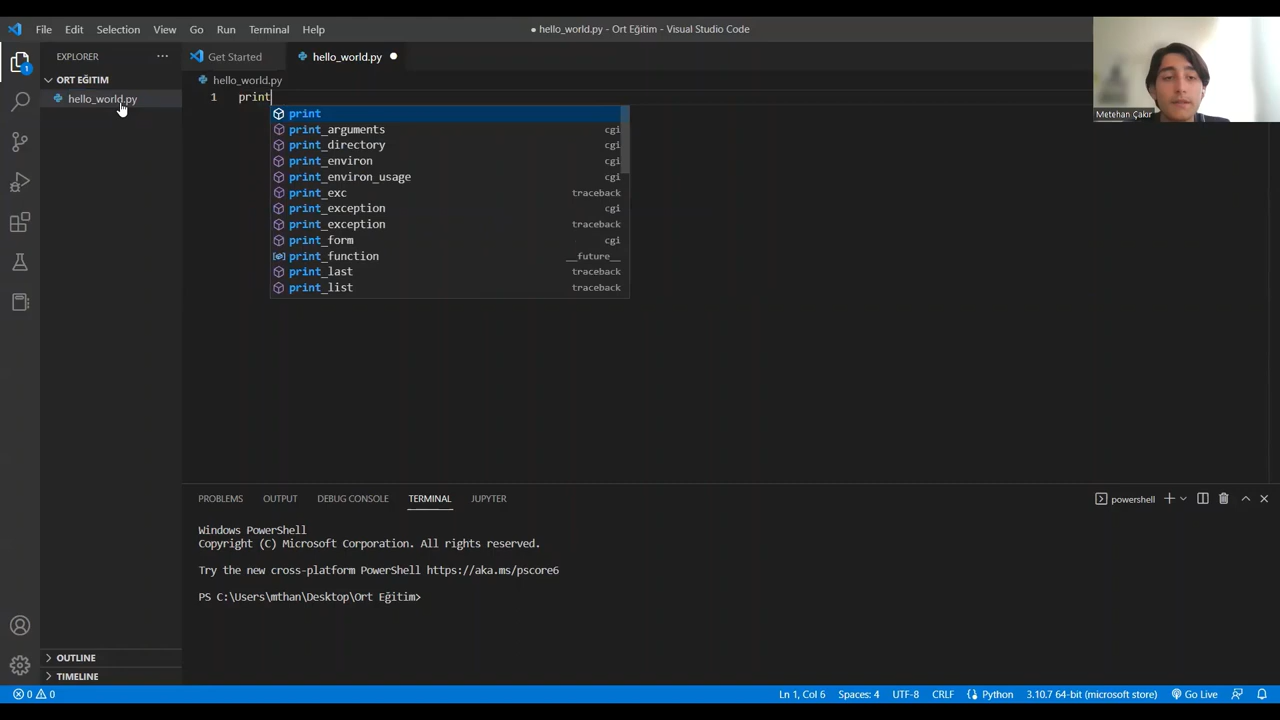 File Edit Selection View Go Run Terminal Help
● hello_world.py - Ort Eğitim - Visual Studio Code
EXPLORER
Get Started
hello_world.py
ORT EĞITIM
hello_world.py
hello_world.py
1 print
print
print_arguments cgi
print_directory cgi
print_environ cgi
print_environ_usage cgi
print_exc traceback
print_exception cgi
print_exception traceback
print_form cgi
print_function __future__
print_last traceback
print_list traceback
Metehan Çakır
1
PROBLEMS OUTPUT DEBUG CONSOLE TERMINAL JUPYTER
powershell
Windows PowerShell
Copyright (C) Microsoft Corporation. All rights reserved.
Try the new cross-platform PowerShell https://aka.ms/pscore6
PS C:\Users\mthan\Desktop\Ort Eğitim>
OUTLINE
TIMELINE
0 0
Ln 1, Col 6 Spaces: 4 UTF-8 CRLF Python 3.10.7 64-bit (microsoft store) Go Live